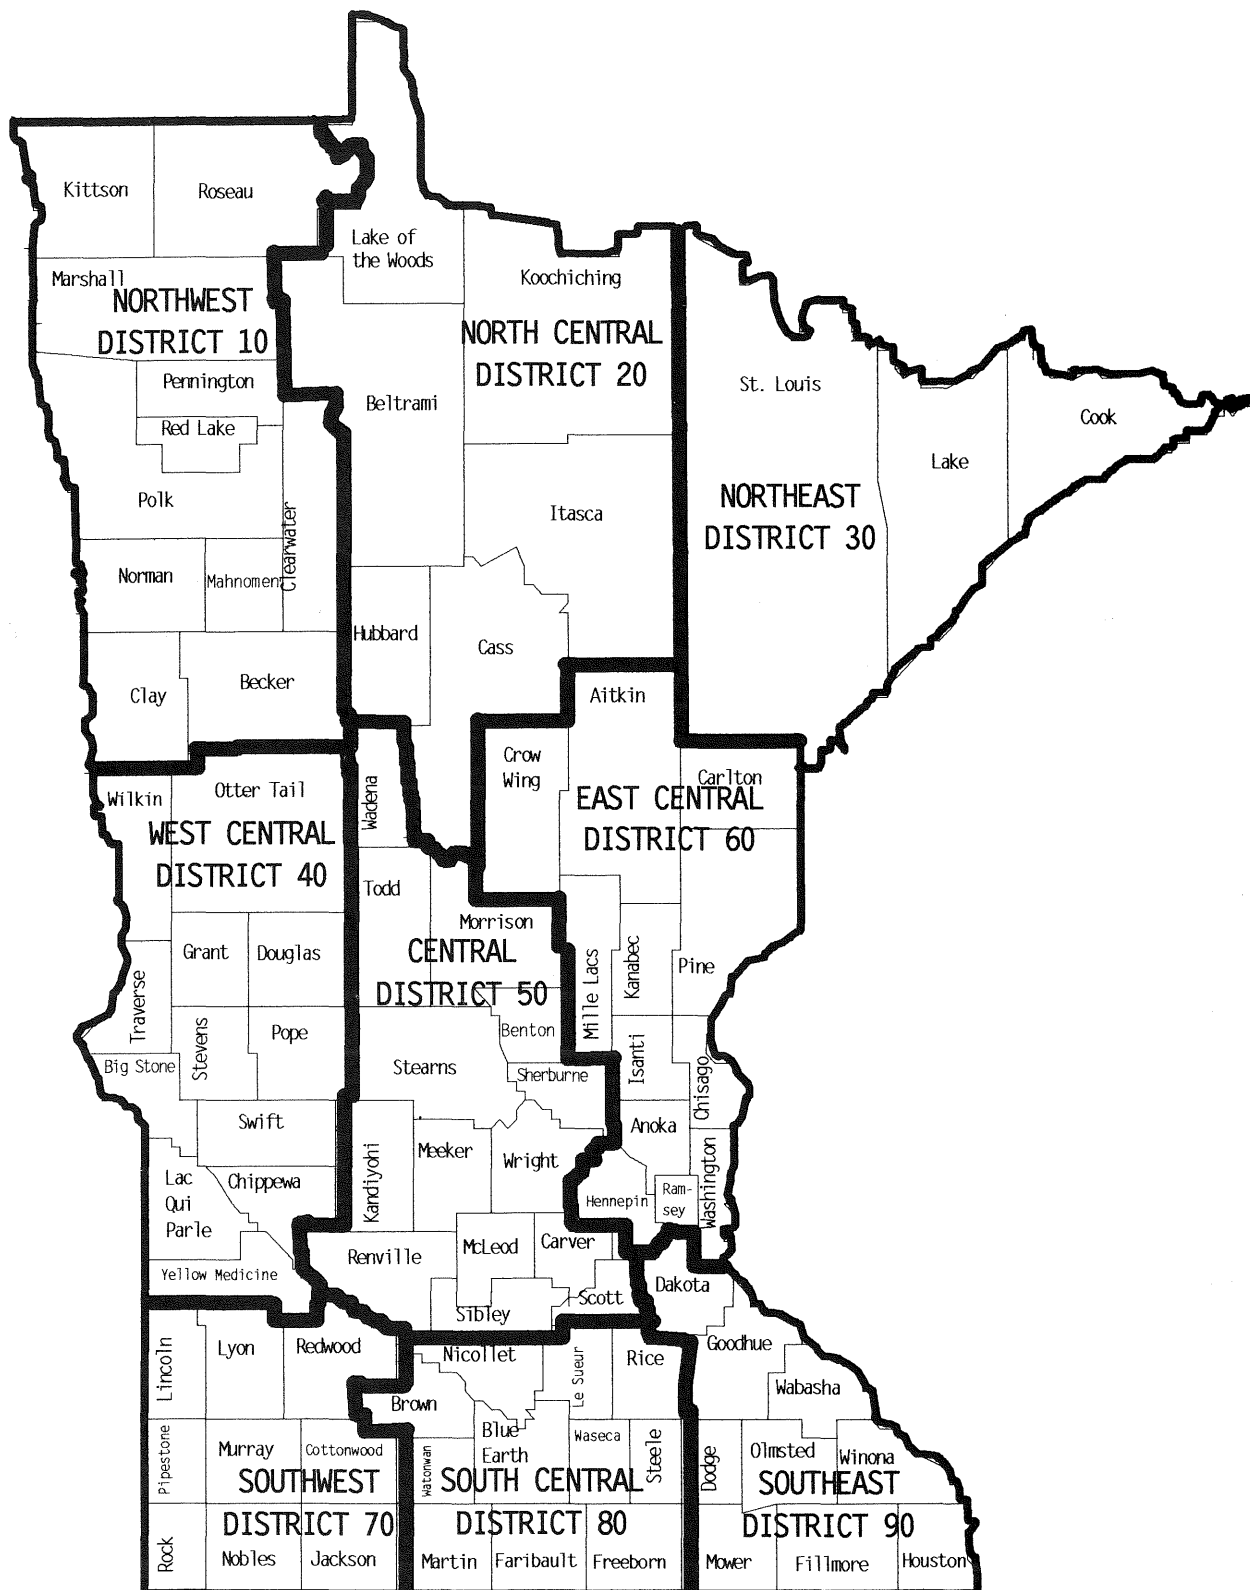 Kittson
Roseau
Lake of
the Woods
Koochiching
Marshall
NORTHWEST
DISTRICT 10
NORTH CENTRAL
DISTRICT 20
Pennington
Beltrami
St. Louis
Cook
Red Lake
Lake
Polk
NORTHEAST
DISTRICT 30
Itasca
Clearwater
Norman
Mahnomen
Hubbard
Cass
Clay
Becker
Aitkin
Crow
Wing
Carlton
Wilkin
Otter Tail
Wadena
EAST CENTRAL
DISTRICT 60
WEST CENTRAL
DISTRICT 40
Todd
Morrison
Grant
Douglas
CENTRAL
DISTRICT 50
Mille Lacs
Kanabec
Pine
Traverse
Stevens
Pope
Benton
Big Stone
Stearns
Sherburne
Isanti
Chisago
Swift
Anoka
Kandiyohi
Meeker
Wright
Washington
Lac
Qui
Parle
Chippewa
Hennepin
Ram-
sey
Renville
McLeod
Carver
Yellow Medicine
Dakota
Scott
Sibley
Lincoln
Lyon
Redwood
Nicollet
Le Sueur
Rice
Goodhue
Wabasha
Brown
Pipestone
Murray
Cottonwood
Watonwan
Blue
Earth
Waseca
Steele
Dodge
Olmsted
Winona
SOUTHWEST
DISTRICT 70
SOUTH CENTRAL
DISTRICT 80
SOUTHEAST
DISTRICT 90
Rock
Nobles
Jackson
Martin
Faribault
Freeborn
Mower
Fillmore
Houston